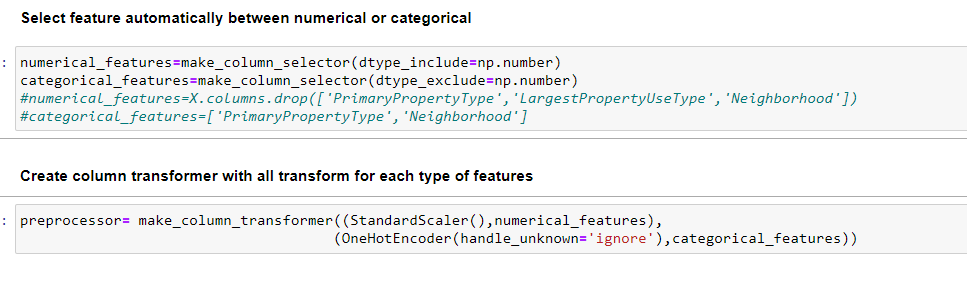 Select feature automatically between numerical or categorical
: numerical_features=make_column_selector(dtype_include=np.number)
categorical_features=make_column_selector(dtype_exclude=np.number)
#numerical_features=X.columns.drop(['PrimaryPropertyType','LargestPropertyUseType','Neighborhood'])
#categorical_features=['PrimaryPropertyType','Neighborhood']
Create column transformer with all transform for each type of features
: preprocessor= make_column_transformer((StandardScaler(),numerical_features),
(OneHotEncoder(handle_unknown='ignore'),categorical_features))